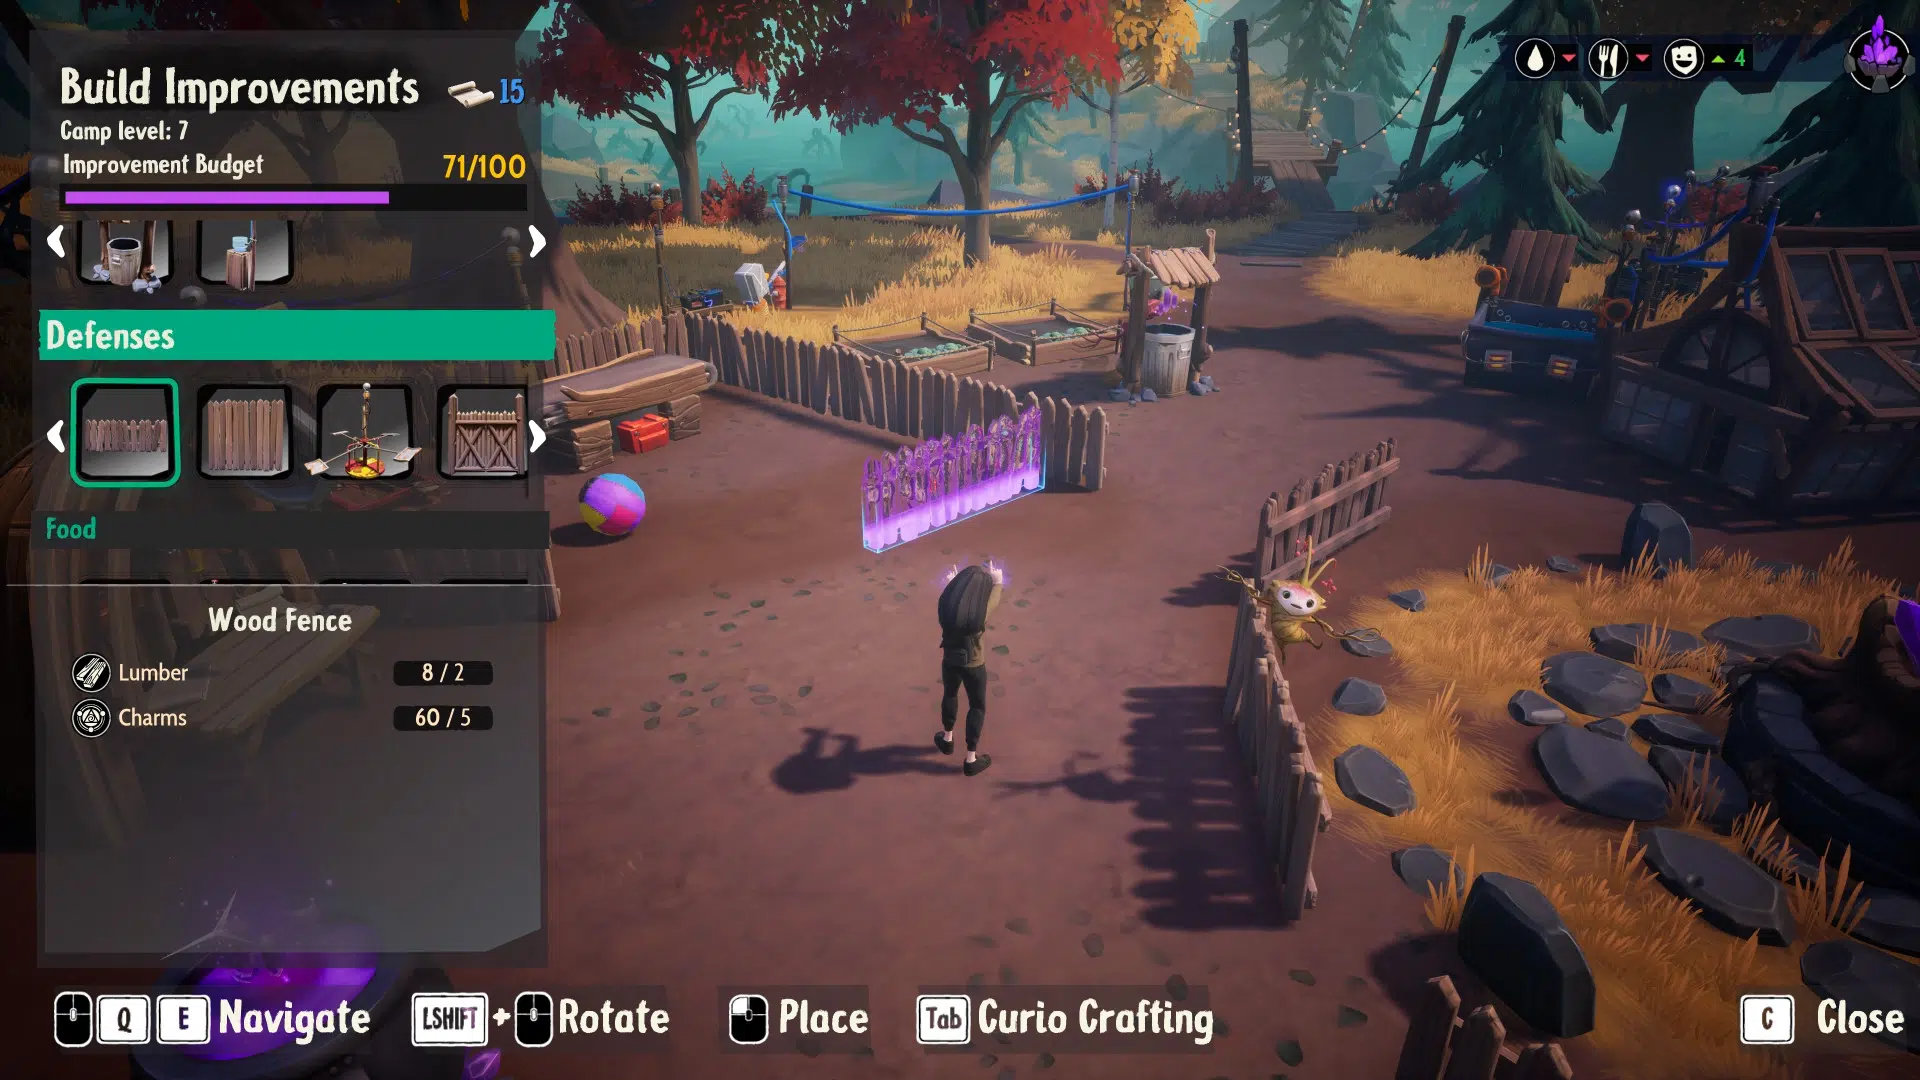 Build Improvements 15
Camp level: 7
Improvement Budget 71/100
4
Defenses
Food
Wood Fence
Lumber 8 / 2
Charms 60 / 5
Q E Navigate LSHIFT + Rotate Place Tab Curio Crafting C Close